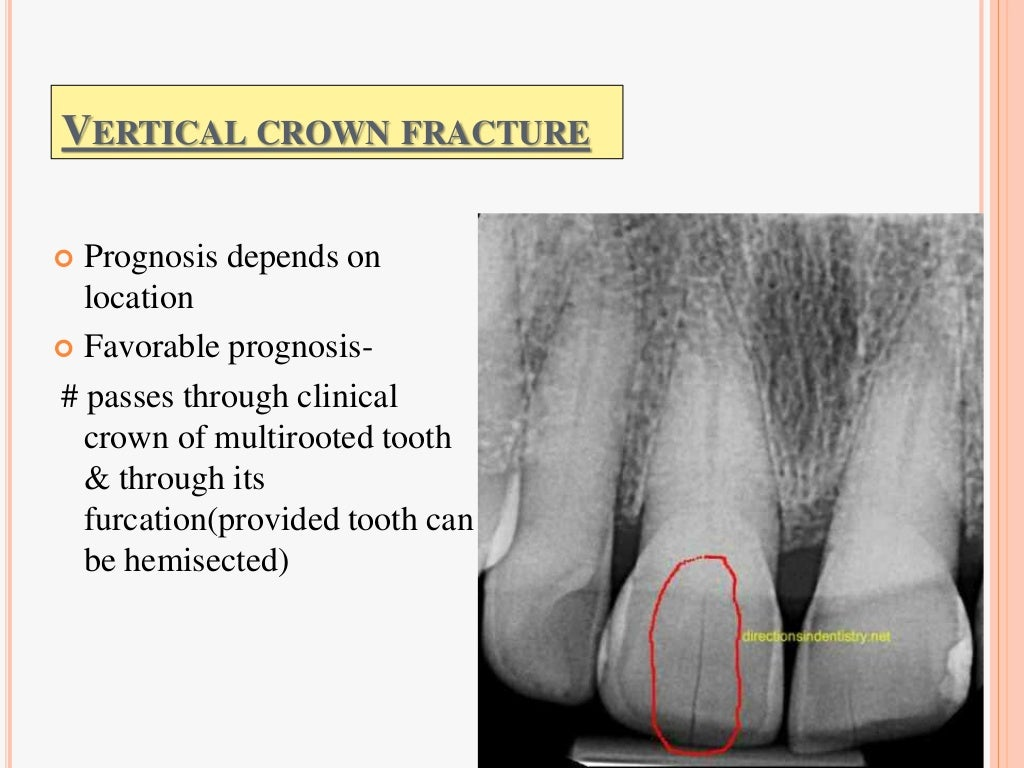 VERTICAL CROWN FRACTURE
Prognosis depends on
location
Favorable prognosis-
# passes through clinical
crown of multirooted tooth
& through its
furcation(provided tooth can
be hemisected)
directionsindentistry.net